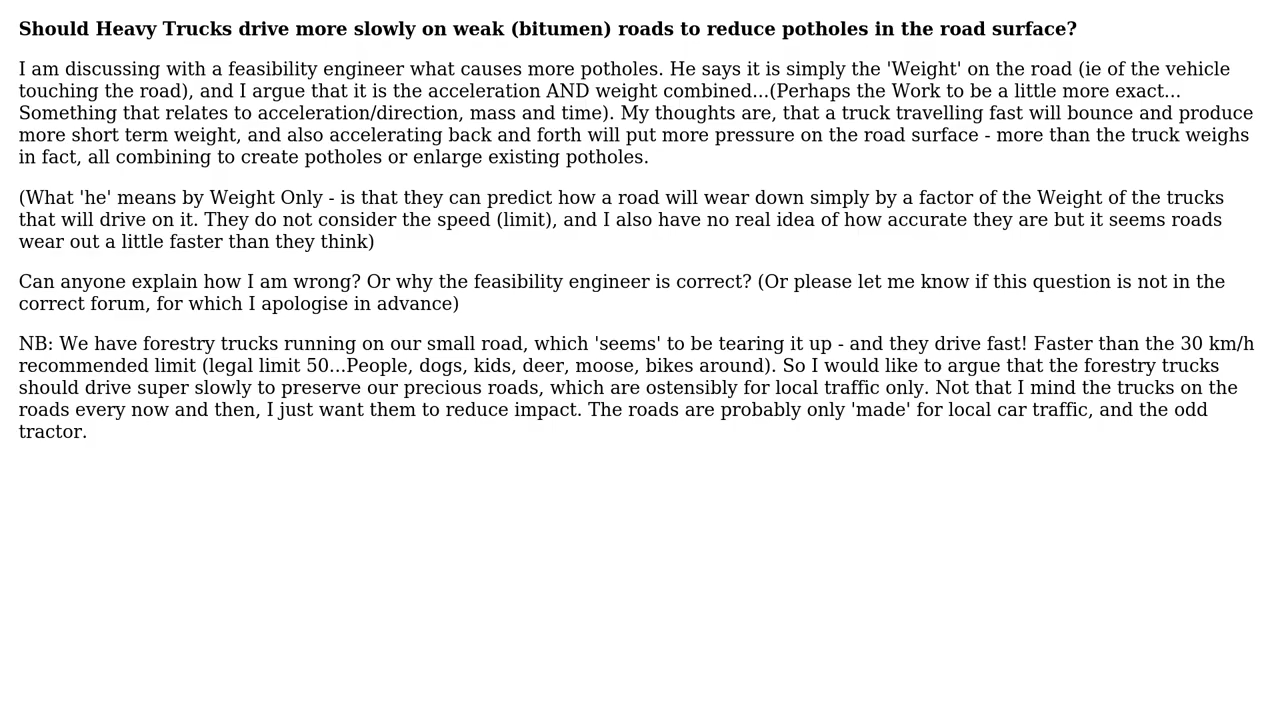 Should Heavy Trucks drive more slowly on weak (bitumen) roads to reduce potholes in the road surface?
I am discussing with a feasibility engineer what causes more potholes. He says it is simply the 'Weight' on the road (ie of the vehicle
touching the road), and I argue that it is the acceleration AND weight combined...(Perhaps the Work to be a little more exact...
Something that relates to acceleration/direction, mass and time). My thoughts are, that a truck travelling fast will bounce and produce
more short term weight, and also accelerating back and forth will put more pressure on the road surface - more than the truck weighs
in fact, all combining to create potholes or enlarge existing potholes.
(What 'he' means by Weight Only - is that they can predict how a road will wear down simply by a factor of the Weight of the trucks
that will drive on it. They do not consider the speed (limit), and I also have no real idea of how accurate they are but it seems roads
wear out a little faster than they think)
Can anyone explain how I am wrong? Or why the feasibility engineer is correct? (Or please let me know if this question is not in the
correct forum, for which I apologise in advance)
NB: We have forestry trucks running on our small road, which 'seems' to be tearing it up - and they drive fast! Faster than the 30 km/h
recommended limit (legal limit 50...People, dogs, kids, deer, moose, bikes around). So I would like to argue that the forestry trucks
should drive super slowly to preserve our precious roads, which are ostensibly for local traffic only. Not that I mind the trucks on the
roads every now and then, I just want them to reduce impact. The roads are probably only 'made' for local car traffic, and the odd
tractor.